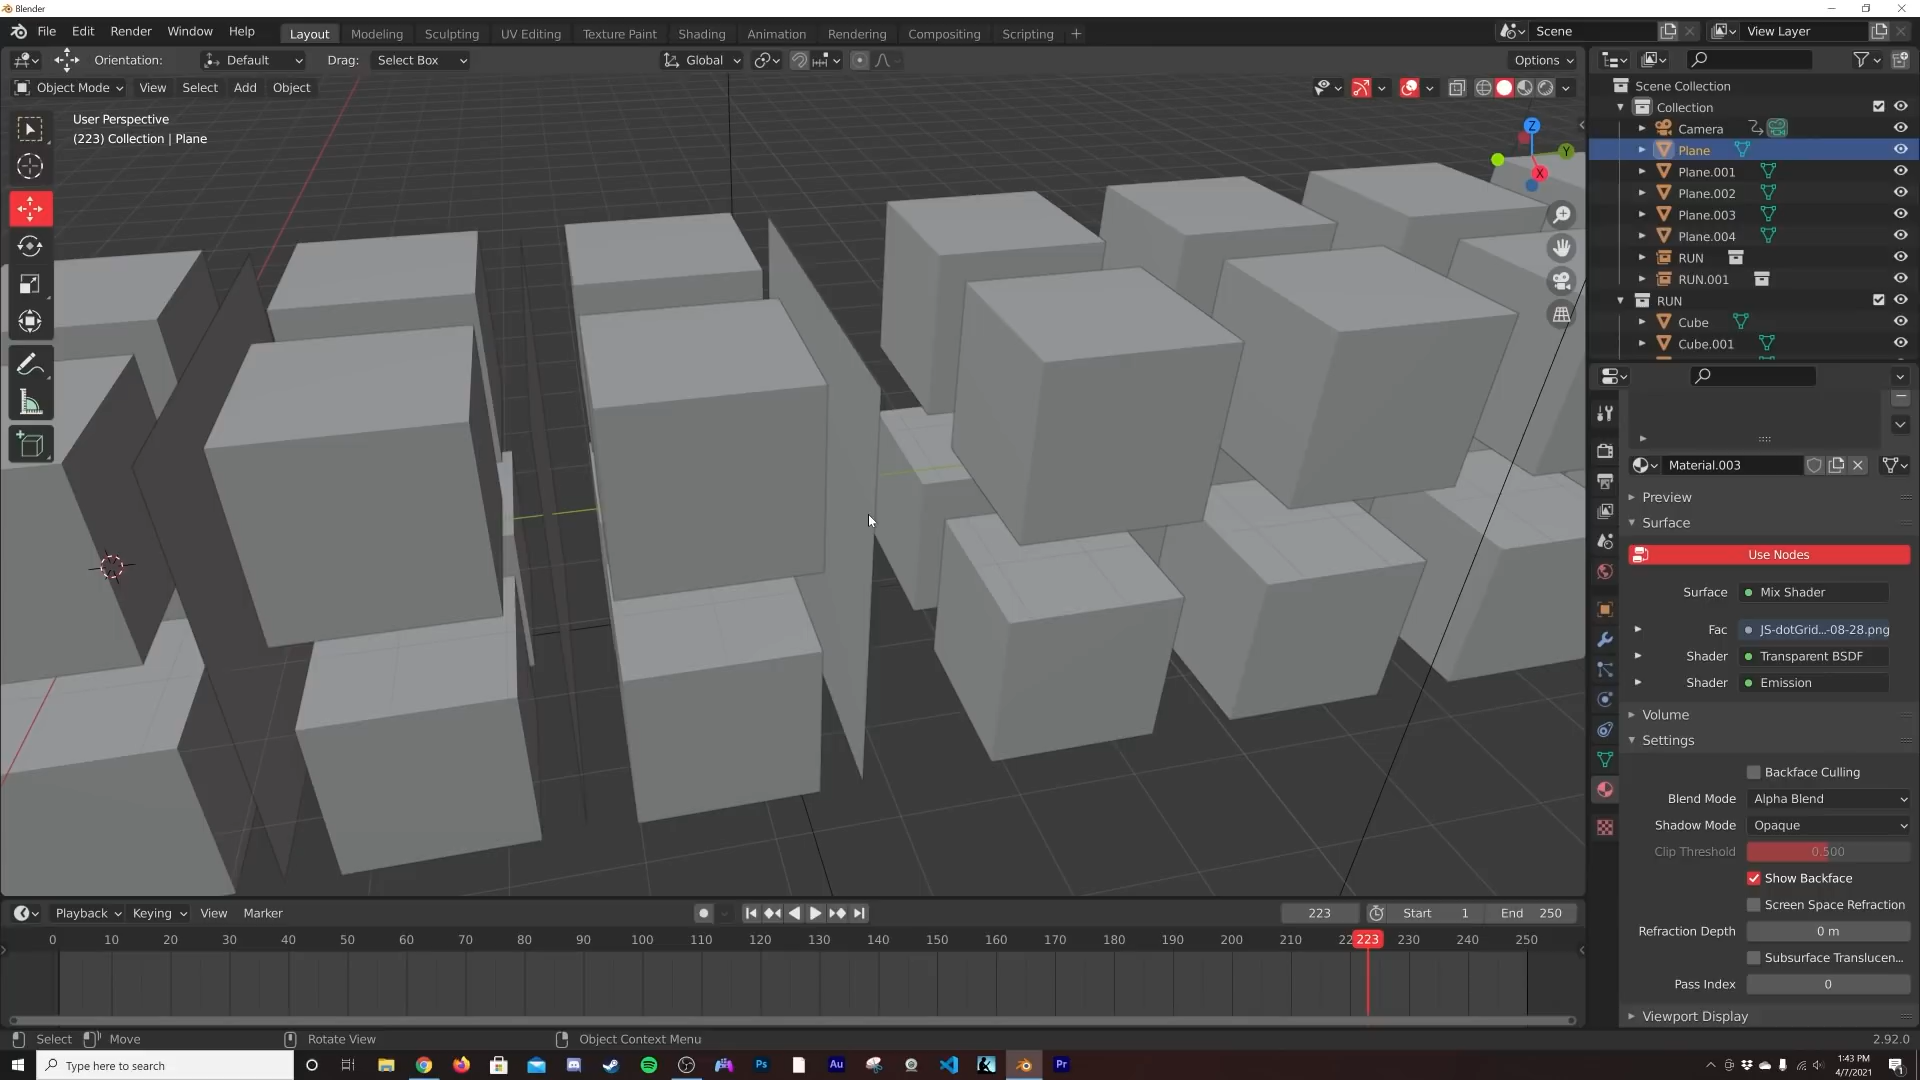 Blender
File Edit Render Window Help Layout Modeling Sculpting UV Editing Texture Paint Shading Animation Rendering Compositing Scripting + Scene View Layer
Orientation: Default Drag: Select Box Global Options
Object Mode View Select Add Object
User Perspective
(223) Collection | Plane
Z
Y
X
Scene Collection
Collection
Camera
Plane
Plane.001
Plane.002
Plane.003
Plane.004
RUN
RUN.001
RUN
Cube
Cube.001
Material.003
Preview
Surface
Use Nodes
Surface Mix Shader
Fac JS-dotGrid...-08-28.png
Shader Transparent BSDF
Shader Emission
Volume
Settings
Backface Culling
Blend Mode Alpha Blend
Shadow Mode Opaque
Clip Threshold 0.500
Show Backface
Screen Space Refraction
Refraction Depth 0 m
Subsurface Translucen...
Pass Index 0
Viewport Display
Playback Keying View Marker 223 Start 1 End 250
0 10 20 30 40 50 60 70 80 90 100 110 120 130 140 150 160 170 180 190 200 210 22 223 230 240 250
Select Move Rotate View Object Context Menu 2.92.0
Type here to search Ps Au Pr 1:43 PM
4/7/2021